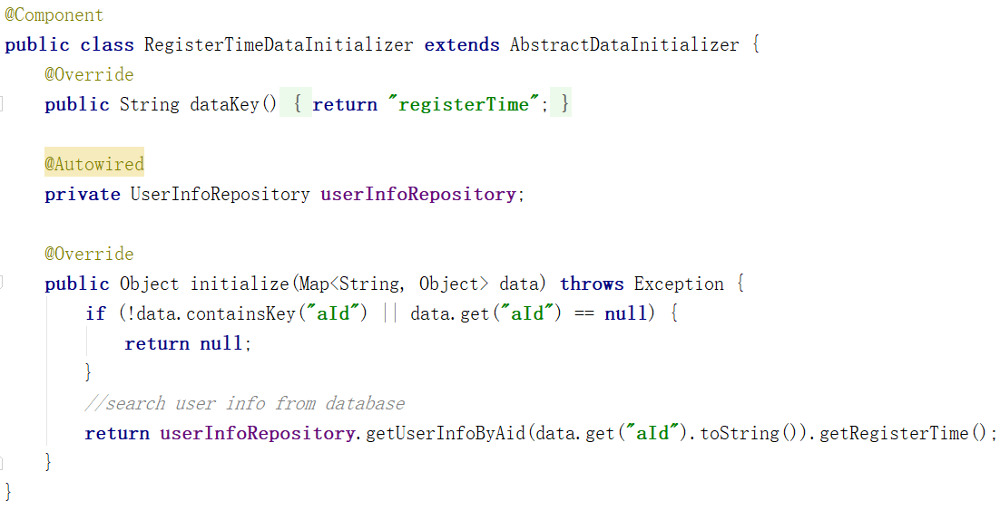 @Component
public class RegisterTimeDataInitializer extends AbstractDataInitializer {
@Override
public String dataKey() { return "registerTime"; }
@Autowired
private UserInfoRepository userInfoRepository;
@Override
public Object initialize(Map<String, Object> data) throws Exception {
if (!data.containsKey("aId") || data.get("aId") == null) {
return null;
}
//search user info from database
return userInfoRepository.getUserInfoByAid(data.get("aId").toString()).getRegisterTime();
}
}